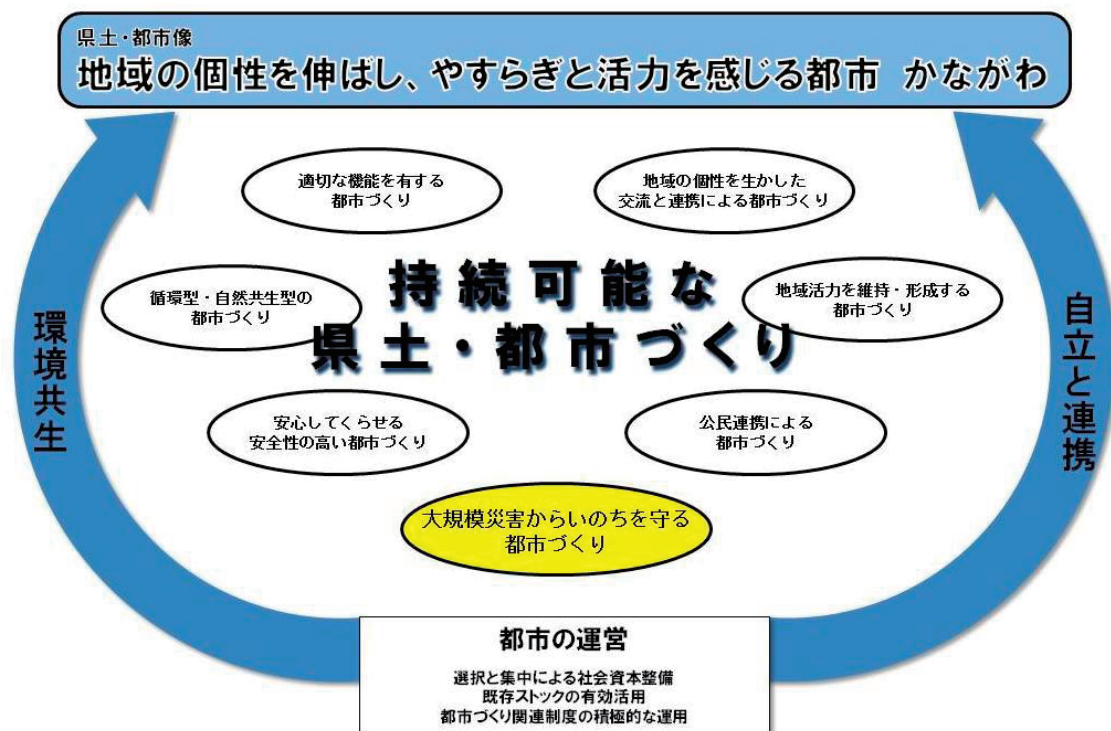 県土・都市像
地域の個性を伸ばし、やすらぎと活力を感じる都市 かながわ
適切な機能を有する
都市づくり
地域の個性を生かした
交流と連携による都市づくり
持続可能な
県土・都市づくり
循環型・自然共生型の
都市づくり
地域活力を維持・形成する
都市づくり
環境共生
自立と連携
安心してくらせる
安全性の高い都市づくり
公民連携による
都市づくり
大規模災害からいのちを守る
都市づくり
都市の運営
選択と集中による社会資本整備
既存ストックの有効活用
都市づくり関連制度の積極的な運用